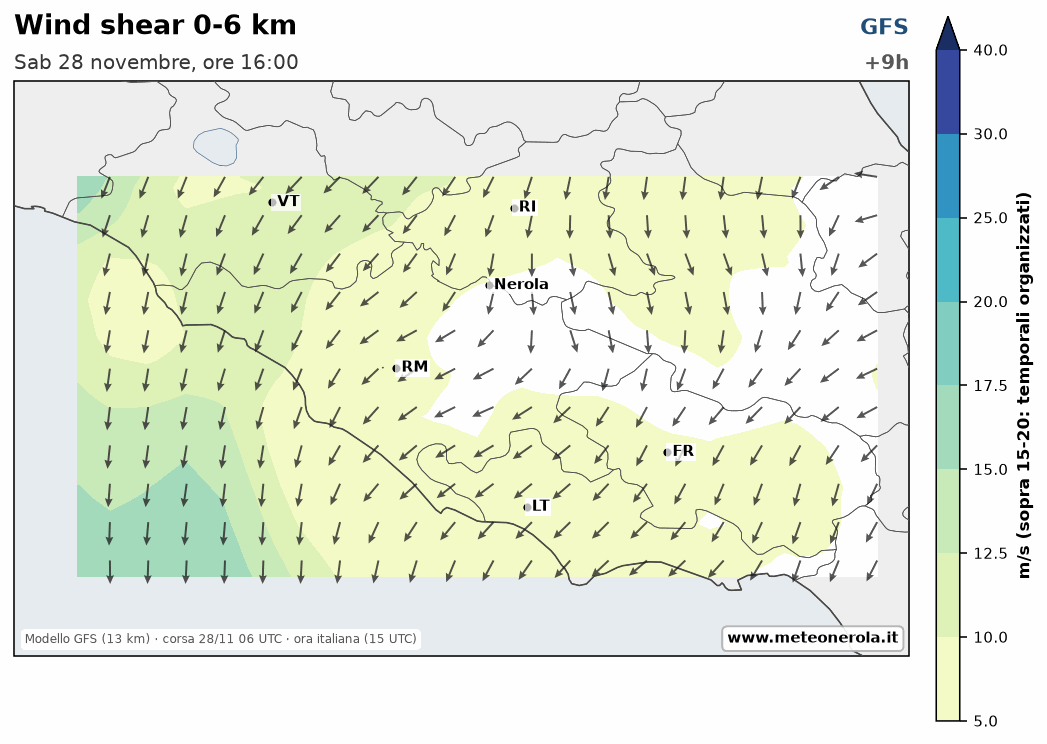 Wind shear 0-6 km
GFS
Sab 28 novembre, ore 16:00
+9h
VT
RI
Nerola
RM
FR
LT
40.0
30.0
25.0
20.0
17.5
15.0
12.5
10.0
5.0
m/s (sopra 15-20: temporali organizzati)
Modello GFS (13 km) · corsa 28/11 06 UTC · ora italiana (15 UTC)
www.meteonerola.it